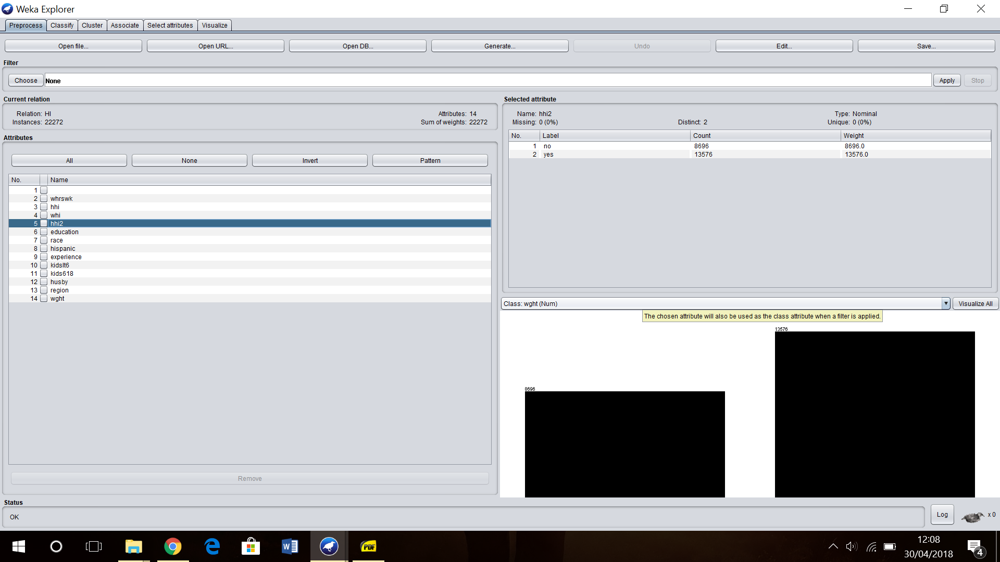 Weka Explorer
Preprocess Classify Cluster Associate Select attributes Visualize
Open file... Open URL... Open DB... Generate... Undo Edit... Save...
Filter
Choose None Apply Stop
Current relation
Relation: HI Attributes: 14
Instances: 22272 Sum of weights: 22272
Attributes
All None Invert Pattern
No. Name
1
2 whrswk
3 hhi
4 whi
5 hhi2
6 education
7 race
8 hispanic
9 experience
10 kidslt6
11 kids618
12 husby
13 region
14 wght
Remove
Selected attribute
Name: hhi2 Type: Nominal
Missing: 0 (0%) Distinct: 2 Unique: 0 (0%)
No. Label Count Weight
1 no 8696 8696.0
2 yes 13576 13576.0
Class: wght (Num) Visualize All
The chosen attribute will also be used as the class attribute when a filter is applied.
13576
8696
Status
OK
Log x 0
W PDF
12:08
30/04/2018
4